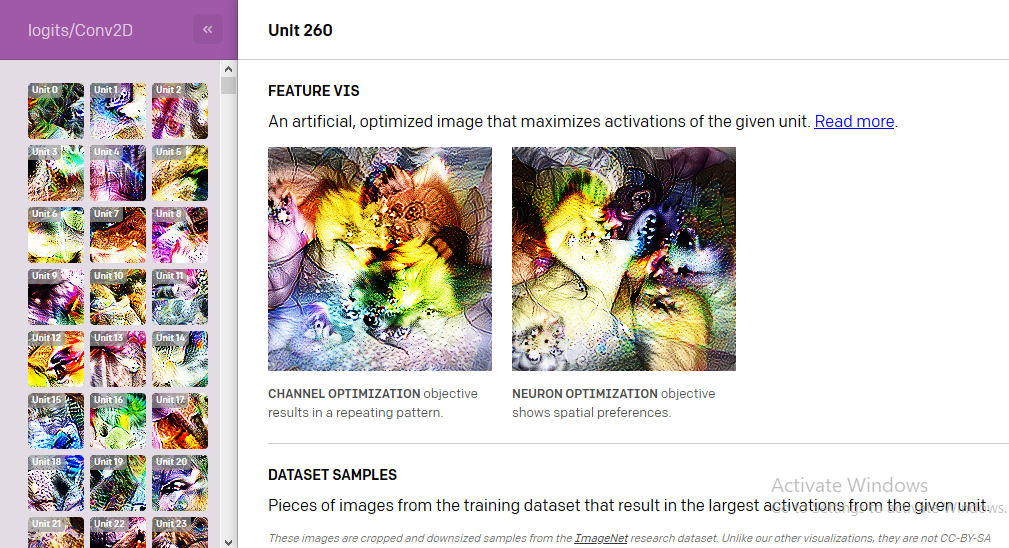 logits/Conv2D
«
Unit 260
Unit 0
Unit 1
Unit 2
Unit 3
Unit 4
Unit 5
Unit 6
Unit 7
Unit 8
Unit 9
Unit 10
Unit 11
Unit 12
Unit 13
Unit 14
Unit 15
Unit 16
Unit 17
Unit 18
Unit 19
Unit 20
Unit 21
Unit 22
Unit 23
FEATURE VIS
An artificial, optimized image that maximizes activations of the given unit. Read more.
CHANNEL OPTIMIZATION objective
results in a repeating pattern.
NEURON OPTIMIZATION objective
shows spatial preferences.
DATASET SAMPLES
Activate Windows
Pieces of images from the training dataset that result in the largest activations from the given unit.
Go to Settings to activate Windows.
These images are cropped and downsized samples from the ImageNet research dataset. Unlike our other visualizations, they are not CC-BY-SA